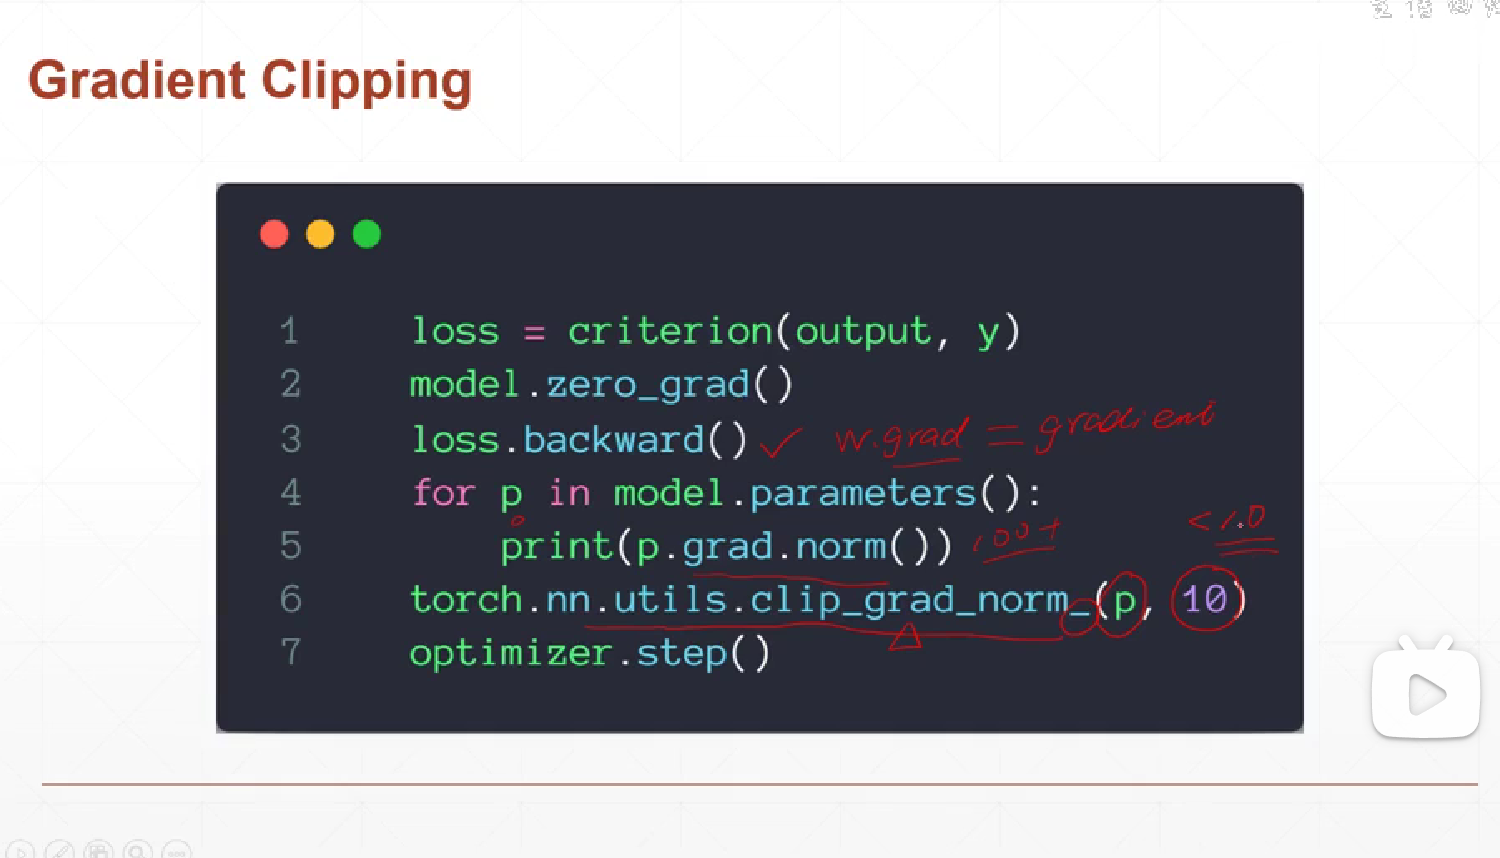 Gradient Clipping
1 loss = criterion(output, y)
2 model.zero_grad()
3 loss.backward() ✓ w.grad = gradient
4 for p in model.parameters():
5 print(p.grad.norm()) 100+ < 1.0
6 torch.nn.utils.clip_grad_norm_(p, 10)
7 optimizer.step()